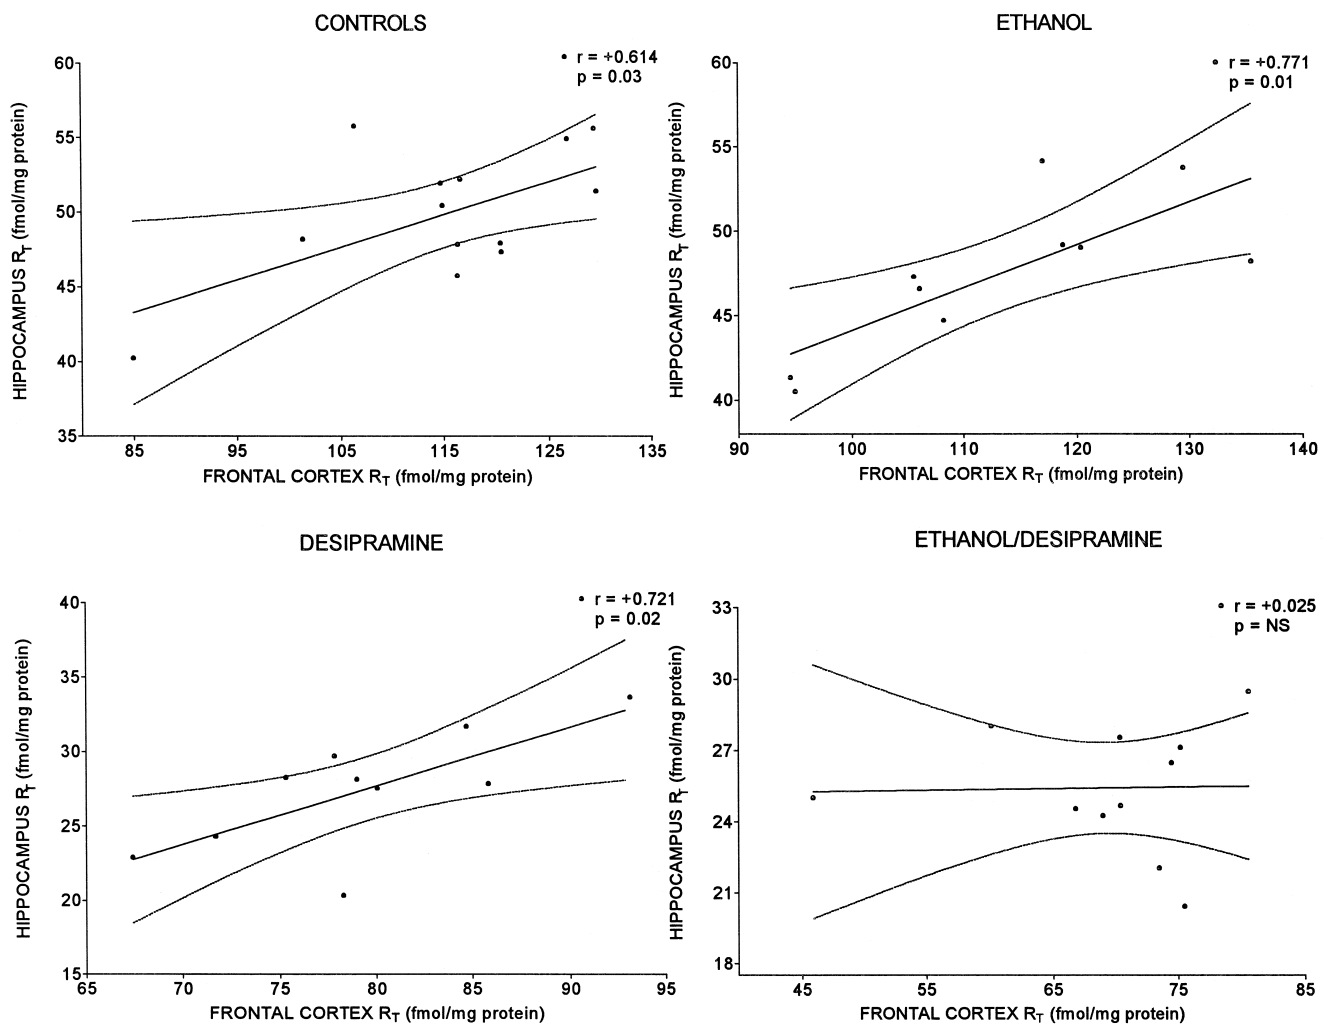 CONTROLS
r = +0.614
p = 0.03
60
55
50
45
40
35
85
95
105
115
125
135
HIPPOCAMPUS RT (fmol/mg protein)
FRONTAL CORTEX RT (fmol/mg protein)
ETHANOL
r = +0.771
p = 0.01
60
55
50
45
40
90
100
110
120
130
140
HIPPOCAMPUS RT (fmol/mg protein)
FRONTAL CORTEX RT (fmol/mg protein)
DESIPRAMINE
r = +0.721
p = 0.02
40
35
30
25
20
15
65
70
75
80
85
90
95
HIPPOCAMPUS RT (fmol/mg protein)
FRONTAL CORTEX RT (fmol/mg protein)
ETHANOL/DESIPRAMINE
r = +0.025
p = NS
33
30
27
24
21
18
45
55
65
75
85
HIPPOCAMPUS RT (fmol/mg protein)
FRONTAL CORTEX RT (fmol/mg protein)